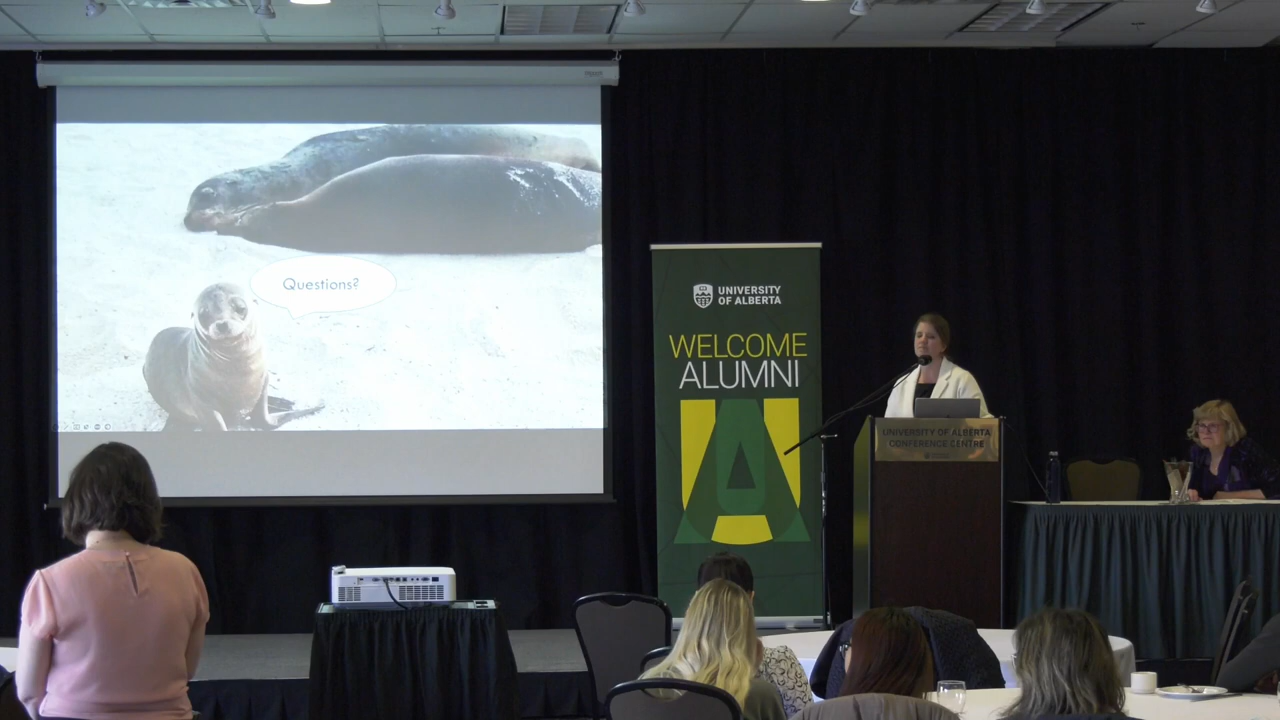 Questions?
UNIVERSITY
OF ALBERTA
WELCOME
ALUMNI
UNIVERSITY OF ALBERTA
CONFERENCE CENTRE